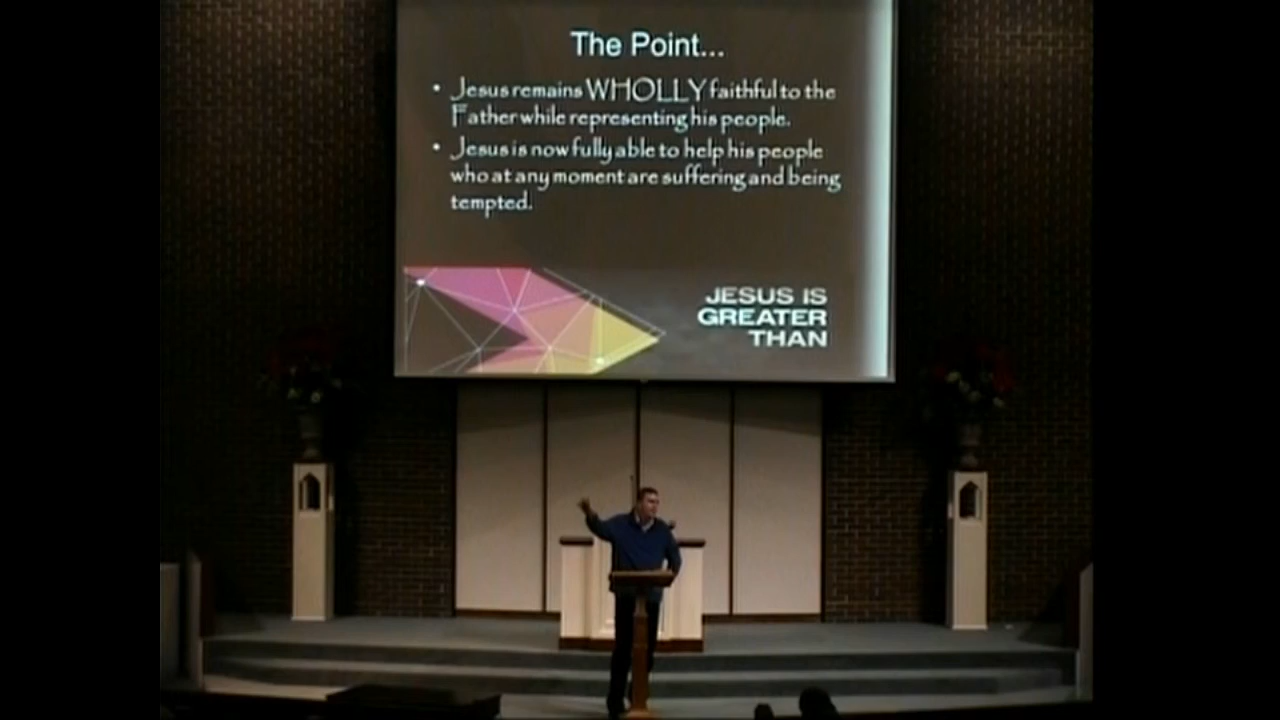 The Point...
• Jesus remains WHOLLY faithful to the
Father while representing his people.
• Jesus is now fully able to help his people
who at any moment are suffering and being
tempted.
JESUS IS
GREATER
THAN